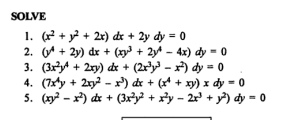 SOLVE
1. (x² + y² + 2x) dx + 2y dy = 0
2. (y⁴ + 2y) dx + (xy³ + 2y⁴ − 4x) dy = 0
3. (3x²y⁴ + 2xy) dx + (2x³y³ − x²) dy = 0
4. (7x⁴y + 2xy² − x³) dx + (x⁴ + xy) x dy = 0
5. (xy² − x²) dx + (3x²y² + x²y − 2x³ + y²) dy = 0